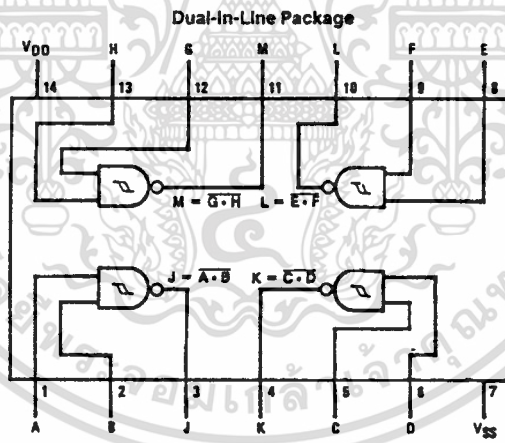 Dual-In-Line Package
VDD H G M L F E
14 13 12 11 10 9 8
M = G·H L = E·F
J = A·B K = C·D
1 2 3 4 5 6 7
A B J K C D VSS